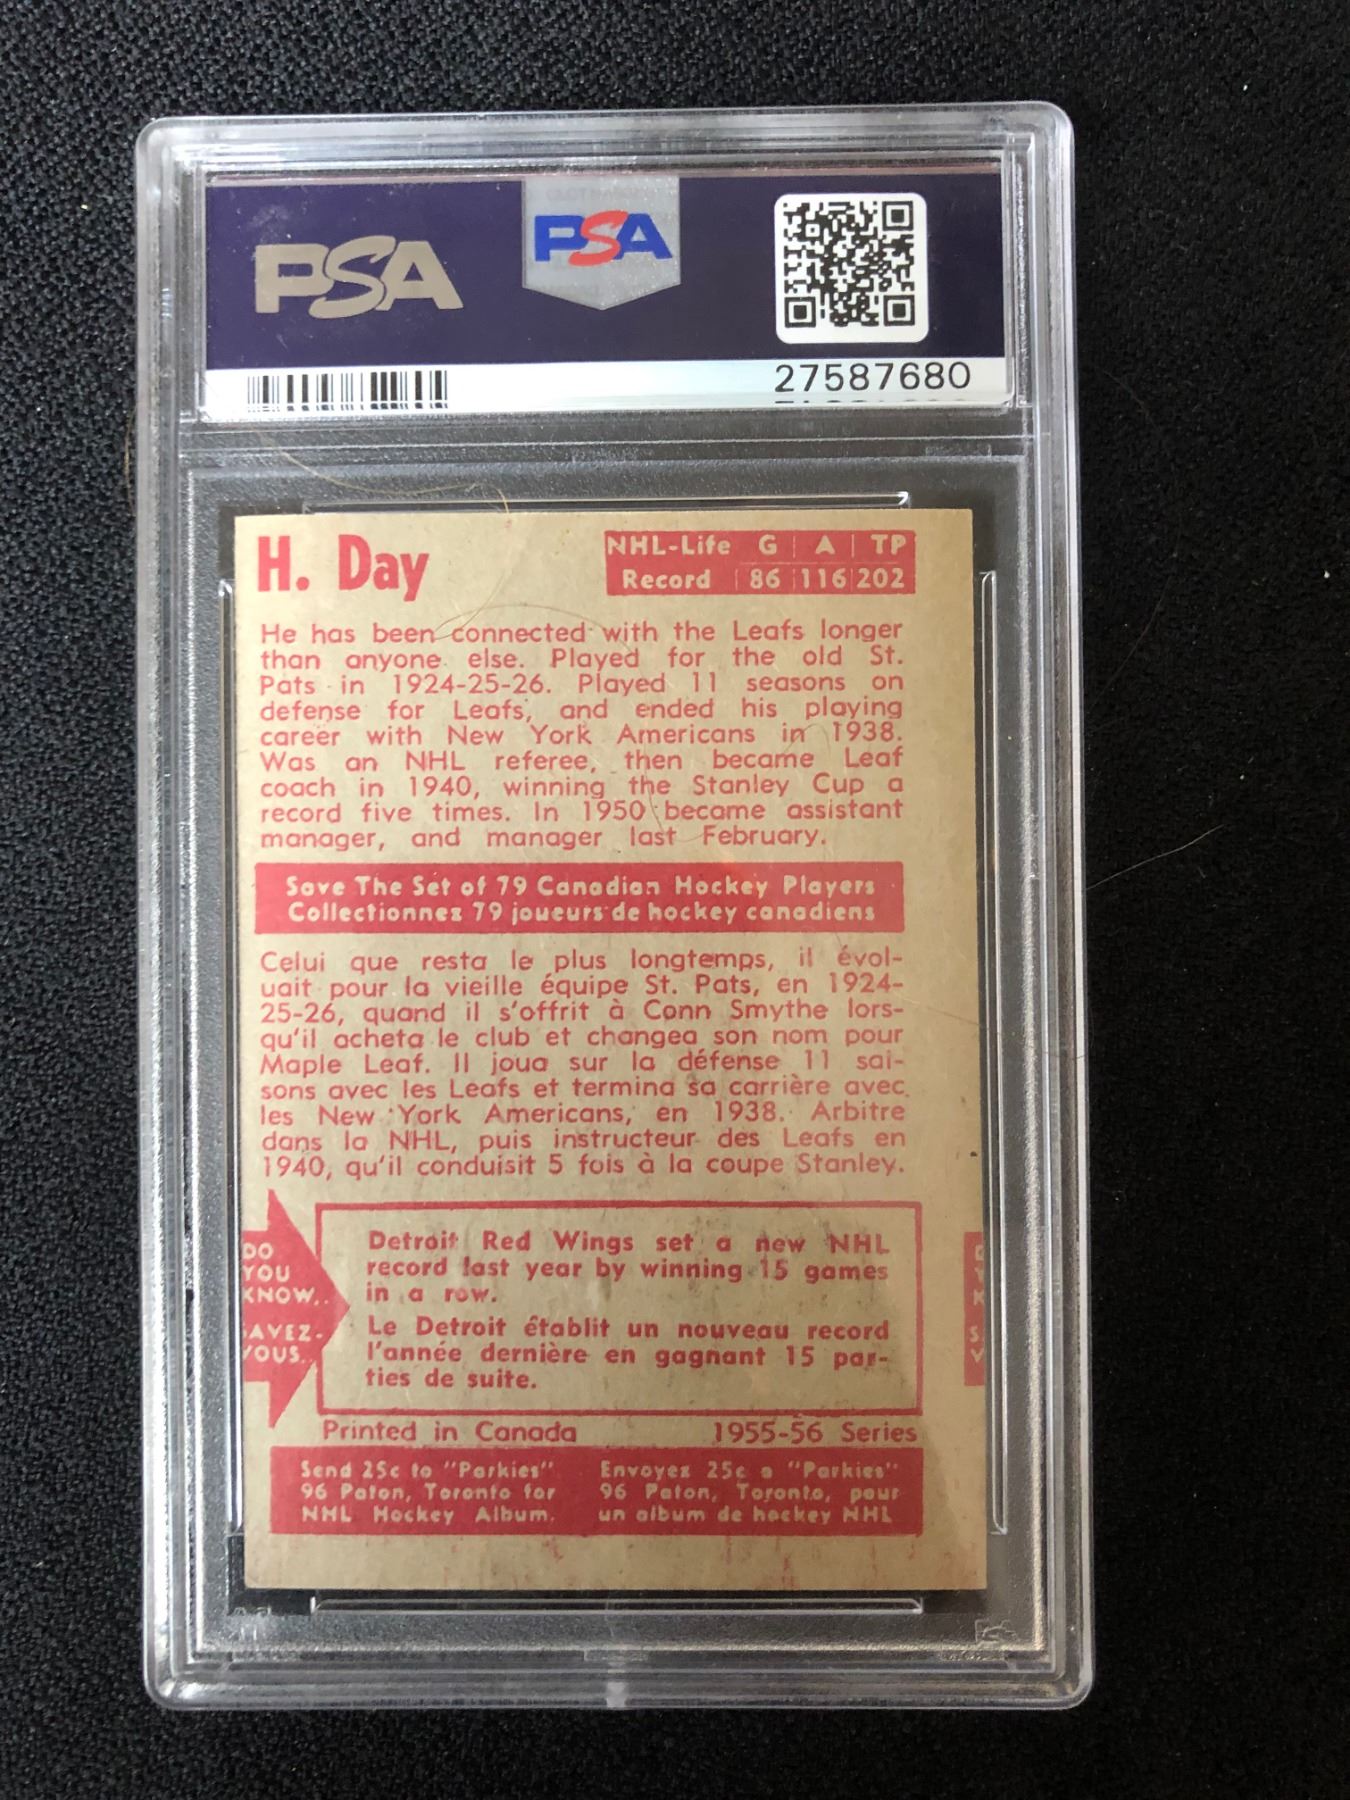 PSA
PSA
27587680
H. Day
NHL-Life G A TP
Record 86 116 202
He has been connected with the Leafs longer
than anyone else. Played for the old St.
Pats in 1924-25-26. Played 11 seasons on
defense for Leafs, and ended his playing
career with New York Americans in 1938.
Was an NHL referee, then became Leaf
coach in 1940, winning the Stanley Cup a
record five times. In 1950 became assistant
manager, and manager last February.
Save The Set of 79 Canadian Hockey Players
Collectionnez 79 joueurs de hockey canadiens
Celui que resta le plus longtemps, il évol-
uait pour la vieille équipe St. Pats, en 1924-
25-26, quand il s'offrit à Conn Smythe lors-
qu'il acheta le club et changea son nom pour
Maple Leaf. Il joua sur la défense 11 sai-
sons avec les Leafs et termina sa carrière avec
les New York Americans, en 1938. Arbitre
dans la NHL, puis instructeur des Leafs en
1940, qu'il conduisit 5 fois à la coupe Stanley.
DO
YOU
KNOW..
SAVEZ-
VOUS..
Detroit Red Wings set a new NHL
record last year by winning 15 games
in a row.
Le Detroit établit un nouveau record
l'année dernière en gagnant 15 par-
ties de suite.
Printed in Canada 1955-56 Series
Send 25c to "Parkies"
96 Paton, Toronto for
NHL Hockey Album.
Envoyez 25c a "Parkies"
96 Paton, Toronto, pour
un album de hockey NHL